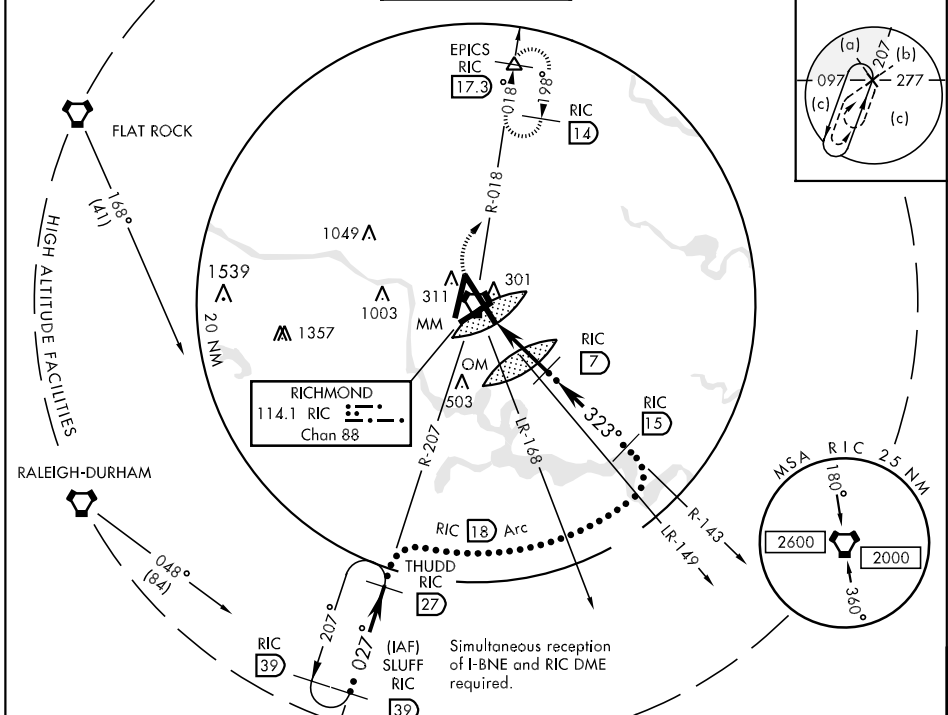 EPICS
RIC
17.3
018°
198°
RIC
14
(a)
(b)
207
097
277
(c)
(c)
FLAT ROCK
168°
(41)
R-018
HIGH ALTITUDE FACILITIES
1049
1539
20 NM
1003
311
301
1357
MM
RIC
7
OM
503
RICHMOND
114.1 RIC
Chan 88
323°
RIC
15
R-207
LR-168
RALEIGH-DURHAM
MSA RIC 25 NM
180°
2600
2000
360°
R-143
LR-149
RIC 18 Arc
048°
(84)
THUDD
RIC
27
207°
027°
RIC
39
(IAF)
SLUFF
RIC
39
Simultaneous reception
of I-BNE and RIC DME
required.